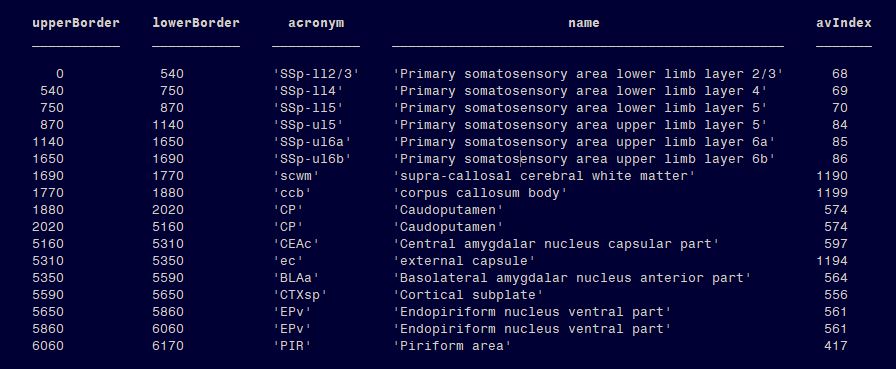 upperBorder lowerBorder acronym name avIndex
0 540 'SSp-ll2/3' 'Primary somatosensory area lower limb layer 2/3' 68
540 750 'SSp-ll4' 'Primary somatosensory area lower limb layer 4' 69
750 870 'SSp-ll5' 'Primary somatosensory area lower limb layer 5' 70
870 1140 'SSp-ul5' 'Primary somatosensory area upper limb layer 5' 84
1140 1650 'SSp-ul6a' 'Primary somatosensory area upper limb layer 6a' 85
1650 1690 'SSp-ul6b' 'Primary somatosensory area upper limb layer 6b' 86
1690 1770 'scwm' 'supra-callosal cerebral white matter' 1190
1770 1880 'ccb' 'corpus callosum body' 1199
1880 2020 'CP' 'Caudoputamen' 574
2020 5160 'CP' 'Caudoputamen' 574
5160 5310 'CEAc' 'Central amygdalar nucleus capsular part' 597
5310 5350 'ec' 'external capsule' 1194
5350 5590 'BLAa' 'Basolateral amygdalar nucleus anterior part' 564
5590 5650 'CTXsp' 'Cortical subplate' 556
5650 5860 'EPv' 'Endopiriform nucleus ventral part' 561
5860 6060 'EPv' 'Endopiriform nucleus ventral part' 561
6060 6170 'PIR' 'Piriform area' 417